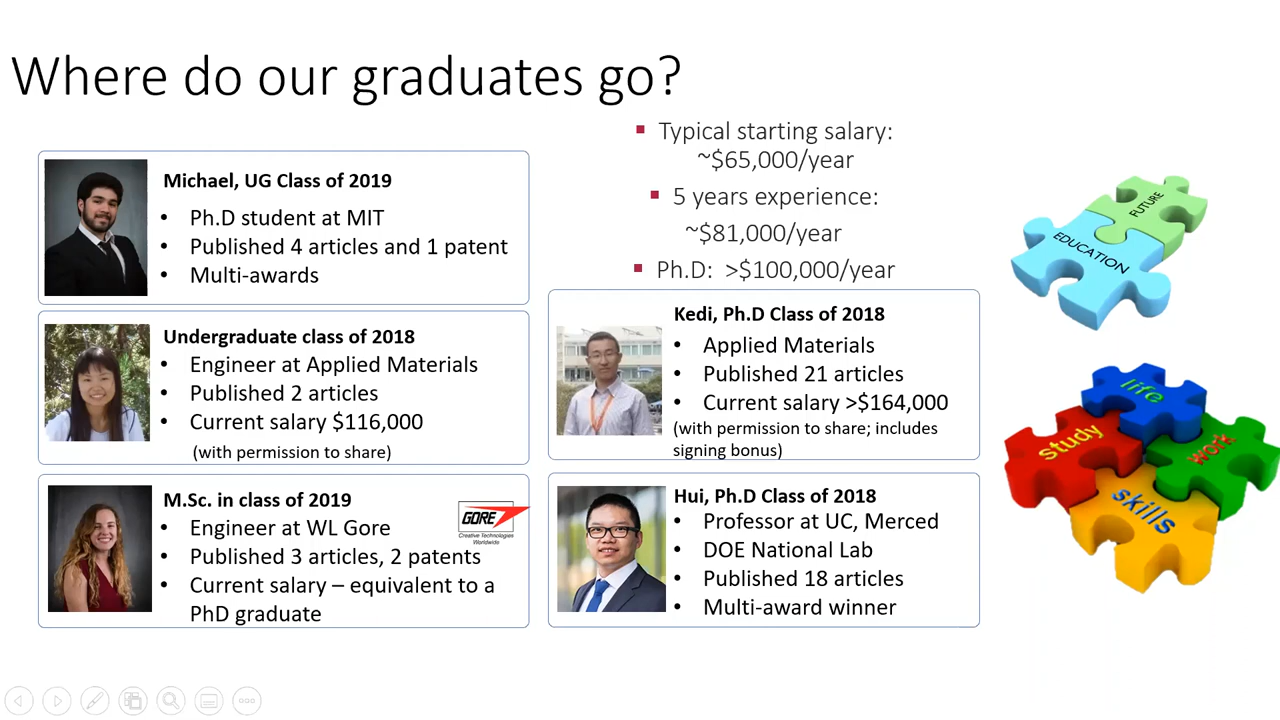 Where do our graduates go?
▪ Typical starting salary:
~$65,000/year
▪ 5 years experience:
~$81,000/year
▪ Ph.D: >$100,000/year
Michael, UG Class of 2019
• Ph.D student at MIT
• Published 4 articles and 1 patent
• Multi-awards
Undergraduate class of 2018
• Engineer at Applied Materials
• Published 2 articles
• Current salary $116,000
(with permission to share)
M.Sc. in class of 2019
• Engineer at WL Gore
• Published 3 articles, 2 patents
• Current salary – equivalent to a
PhD graduate
GORE
Creative Technologies
Worldwide
Kedi, Ph.D Class of 2018
• Applied Materials
• Published 21 articles
• Current salary >$164,000
(with permission to share; includes
signing bonus)
Hui, Ph.D Class of 2018
• Professor at UC, Merced
• DOE National Lab
• Published 18 articles
• Multi-award winner
FUTURE
EDUCATION
life
study
work
skills